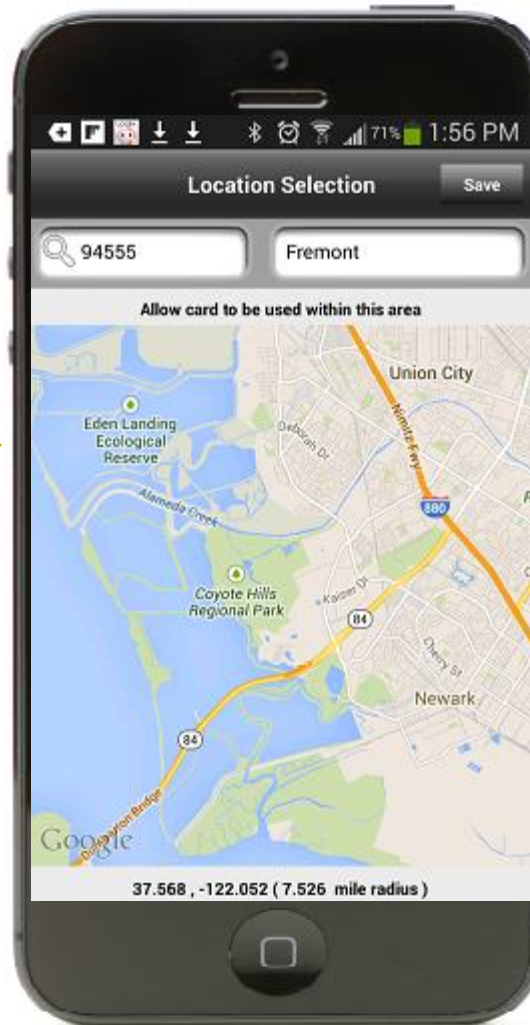 71% 1:56 PM
Location Selection
Save
94555
Fremont
Allow card to be used within this area
Union City
Eden Landing
Ecological
Reserve
Deborah Dr
Nimitz Fwy
Alameda Creek
880
Coyote Hills
Regional Park
Kaiser Dr
84
Cherry St
Newark
84
Dumbarton Bridge
Google
37.568 , -122.052 ( 7.526 mile radius )